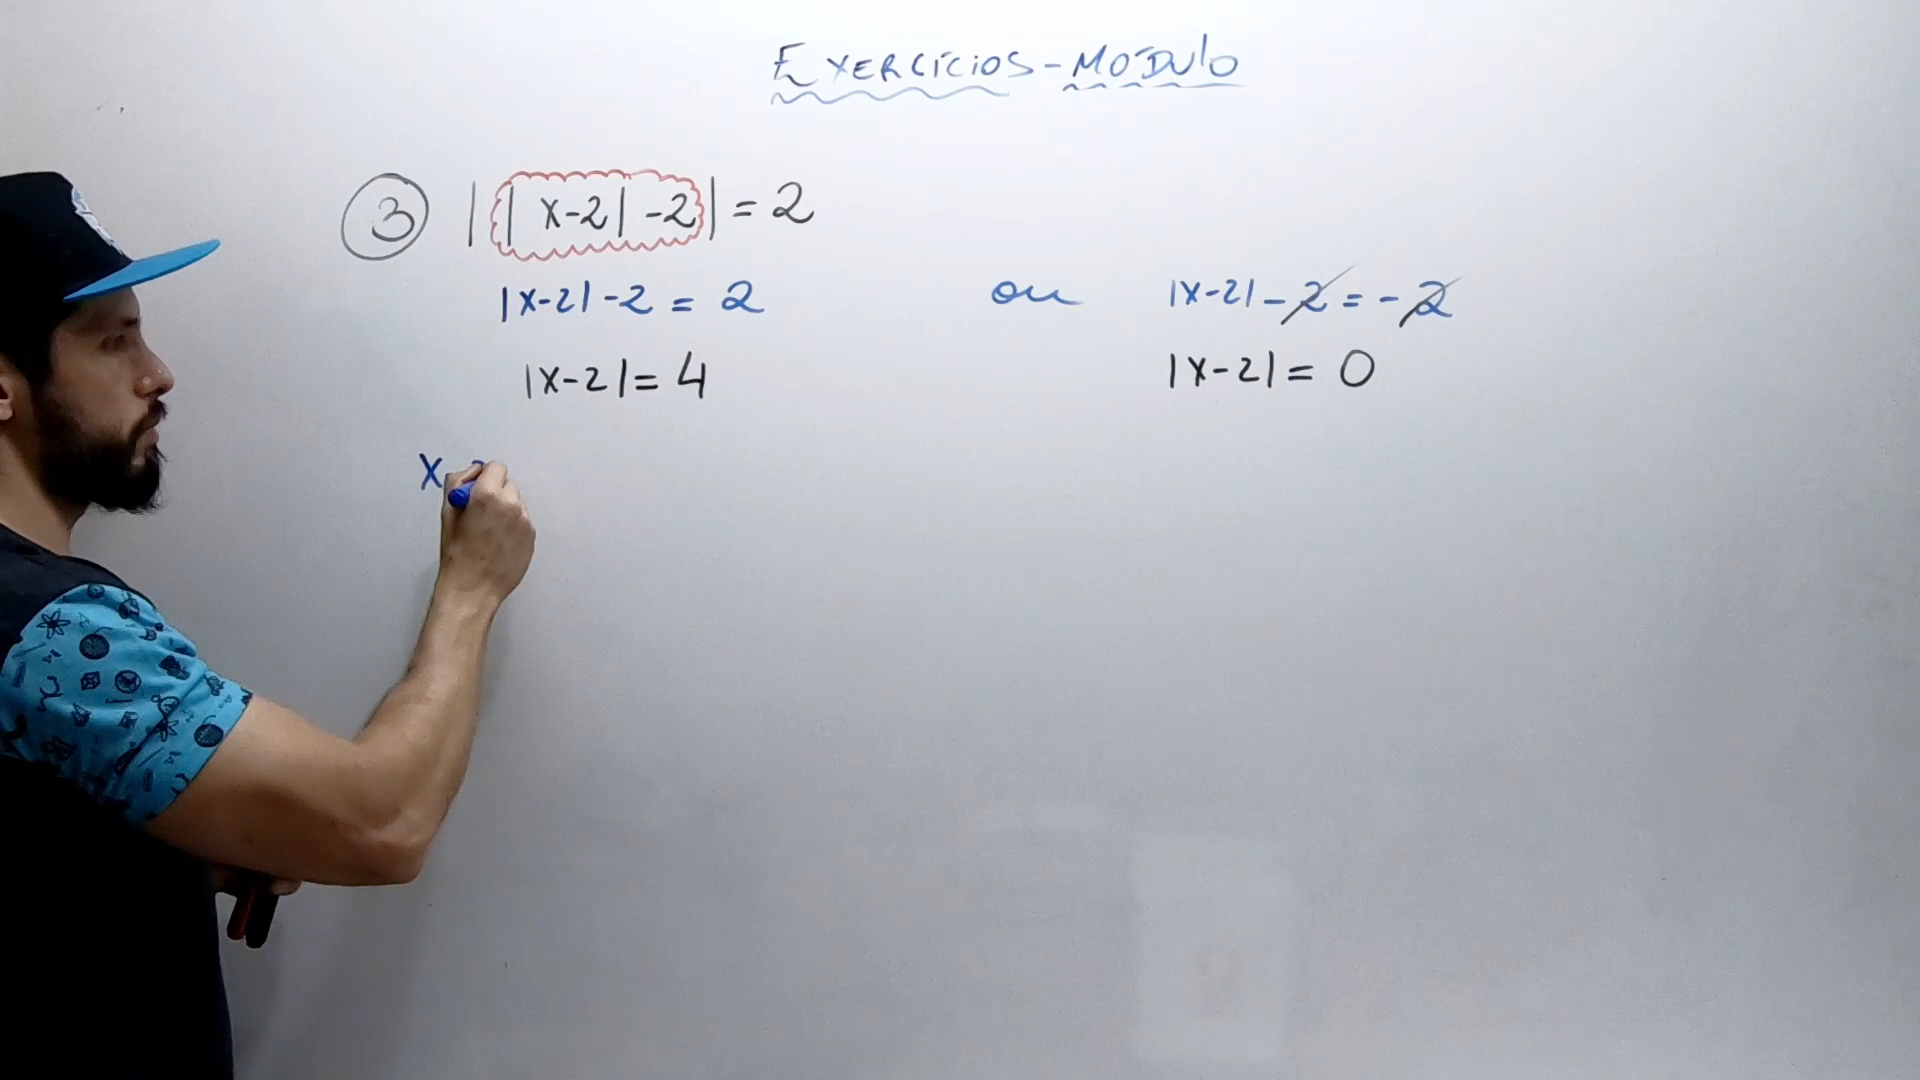 EXERCÍCIOS - MÓDULO
3 | | x-2 | -2 | = 2
|x-2| -2 = 2 ou |x-2| -2 = -2
|x-2| = 4 |x-2| = 0
x